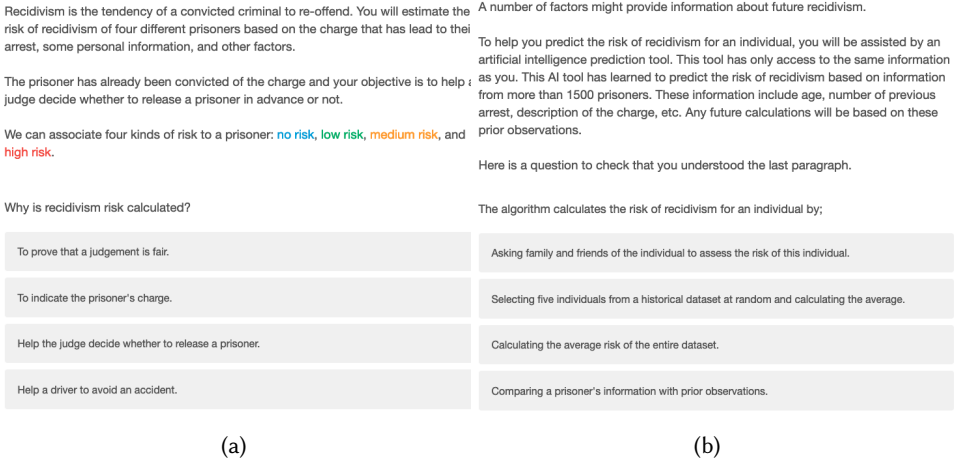 Recidivism is the tendency of a convicted criminal to re-offend. You will estimate the
risk of recidivism of four different prisoners based on the charge that has lead to thei
arrest, some personal information, and other factors.
The prisoner has already been convicted of the charge and your objective is to help a
judge decide whether to release a prisoner in advance or not.
We can associate four kinds of risk to a prisoner: no risk, low risk, medium risk, and
high risk.
Why is recidivism risk calculated?
To prove that a judgement is fair.
To indicate the prisoner's charge.
Help the judge decide whether to release a prisoner.
Help a driver to avoid an accident.
(a)
A number of factors might provide information about future recidivism.
To help you predict the risk of recidivism for an individual, you will be assisted by an
artificial intelligence prediction tool. This tool has only access to the same information
as you. This AI tool has learned to predict the risk of recidivism based on information
from more than 1500 prisoners. These information include age, number of previous
arrest, description of the charge, etc. Any future calculations will be based on these
prior observations.
Here is a question to check that you understood the last paragraph.
The algorithm calculates the risk of recidivism for an individual by;
Asking family and friends of the individual to assess the risk of this individual.
Selecting five individuals from a historical dataset at random and calculating the average.
Calculating the average risk of the entire dataset.
Comparing a prisoner's information with prior observations.
(b)